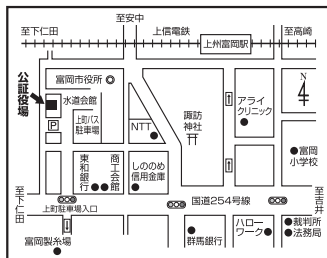 至下仁田
至安中
上信電鉄
至高崎
上州富岡駅
富岡市役所
N
公証役場
水道会館
P
上町バス
駐車場
NTT
諏訪
神社
アライ
クリニック
富岡
小学校
東和銀行
商工会館
しののめ
信用金庫
至下仁田
至吉井
上町駐車場入口
国道254号線
富岡製糸場
群馬銀行
ハロー
ワーク
裁判所
法務局